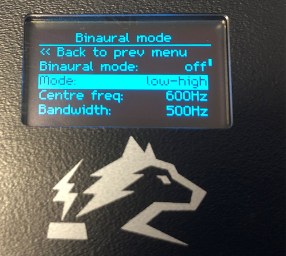 Binaural mode
<< Back to prev menu
Binaural mode: off
Mode: low-high
Centre freq: 600Hz
Bandwidth: 500Hz